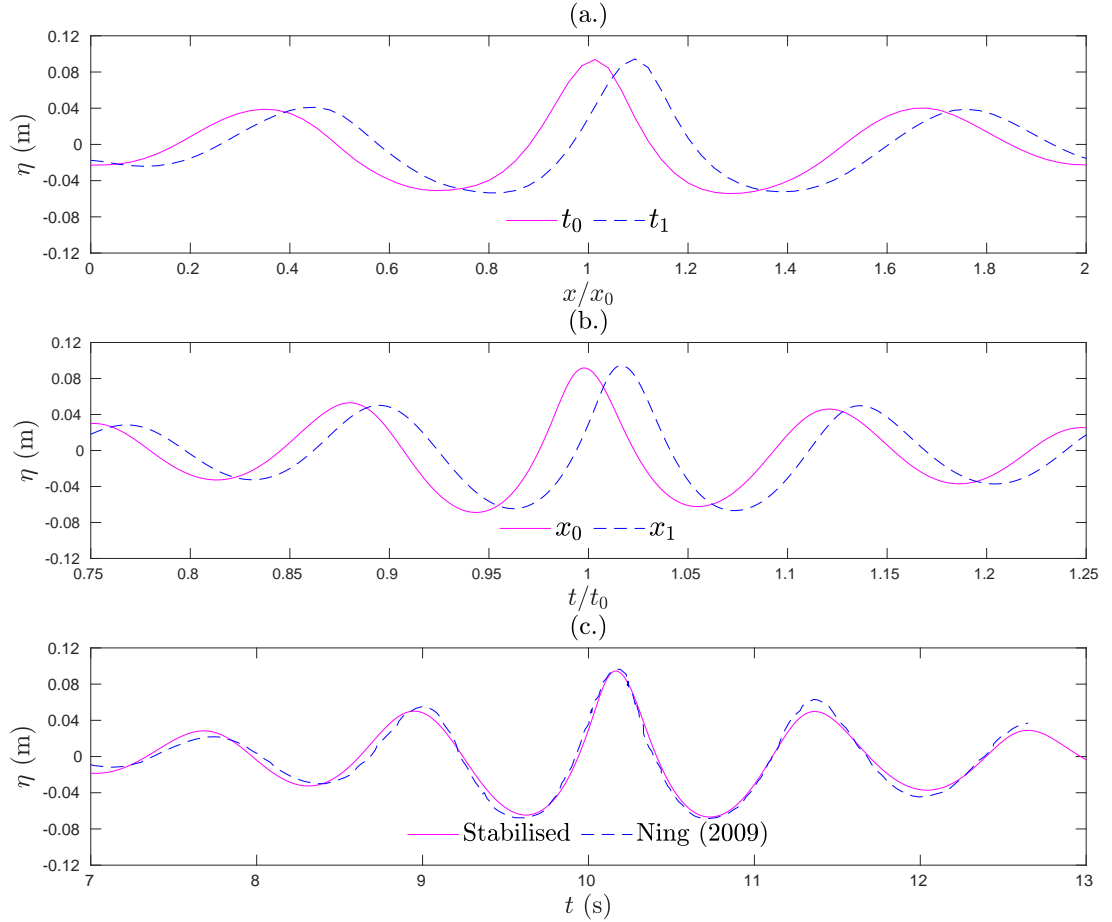 (a.)
0.12
0.08
0.04
0
-0.04
-0.08
-0.12
η (m)
t₀ t₁
0 0.2 0.4 0.6 0.8 1 1.2 1.4 1.6 1.8 2
x/x₀
(b.)
0.12
0.08
0.04
0
-0.04
-0.08
-0.12
η (m)
x₀ x₁
0.75 0.8 0.85 0.9 0.95 1 1.05 1.1 1.15 1.2 1.25
t/t₀
(c.)
0.12
0.08
0.04
0
-0.04
-0.08
-0.12
η (m)
Stabilised Ning (2009)
7 8 9 10 11 12 13
t (s)